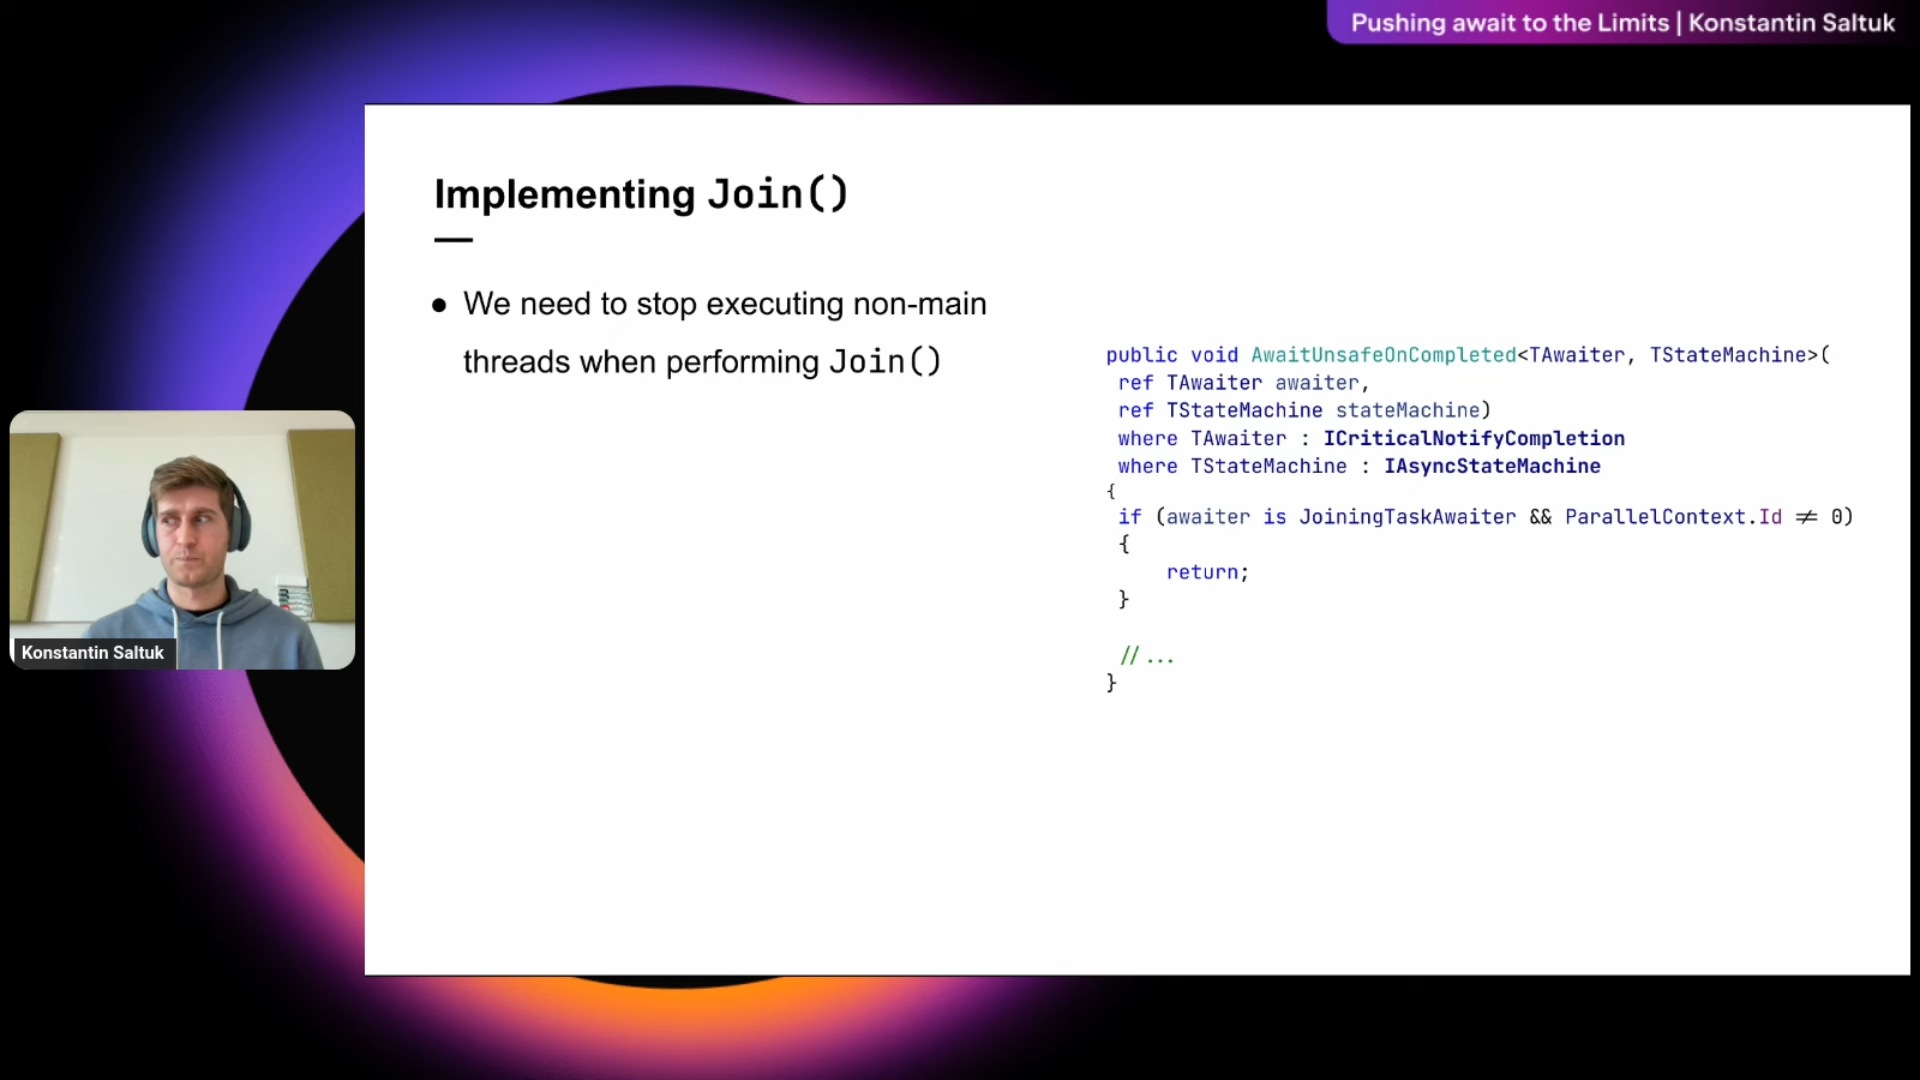 Pushing await to the Limits | Konstantin Saltuk
Implementing Join()
● We need to stop executing non-main
threads when performing Join()
public void AwaitUnsafeOnCompleted<TAwaiter, TStateMachine>(
ref TAwaiter awaiter,
ref TStateMachine stateMachine)
where TAwaiter : ICriticalNotifyCompletion
where TStateMachine : IAsyncStateMachine
{
if (awaiter is JoiningTaskAwaiter && ParallelContext.Id ≠ 0)
{
return;
}
// ...
}
Konstantin Saltuk